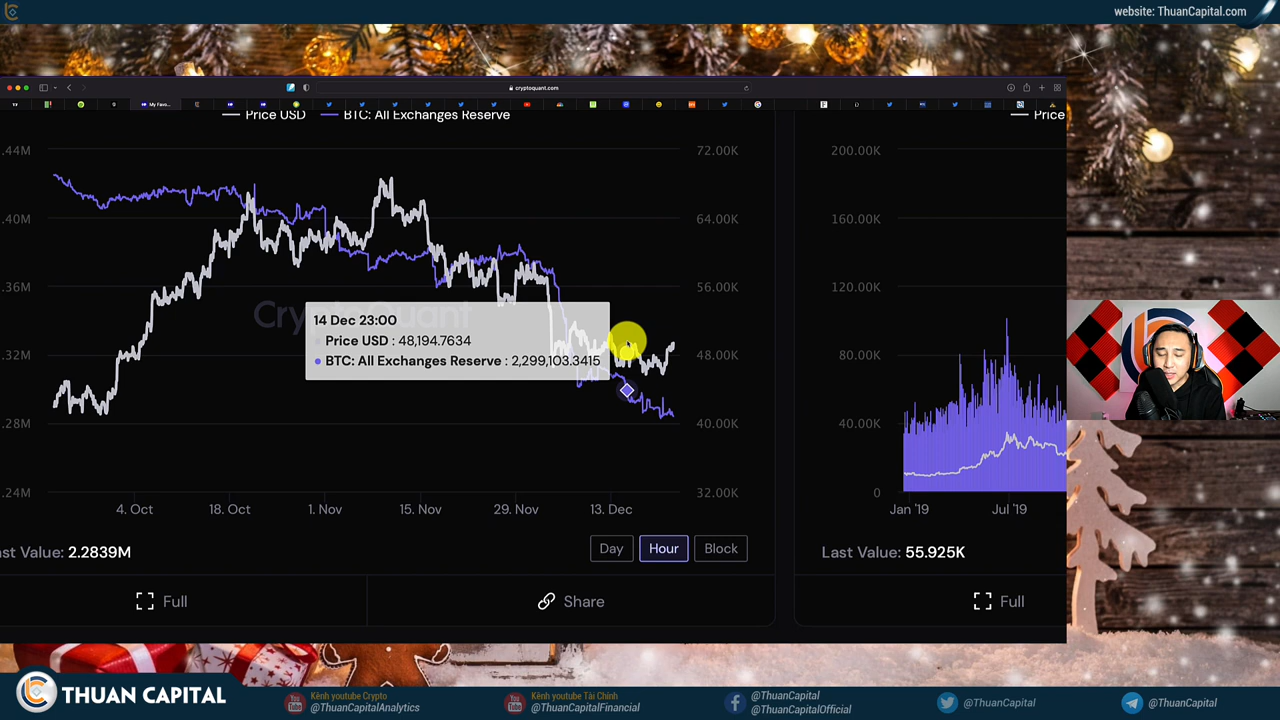 website: ThuanCapital.com
cryptoquant.com
My Favo...
Price USD
BTC: All Exchanges Reserve
Price
.44M
72.00K
200.00K
.40M
64.00K
160.00K
.36M
56.00K
120.00K
CryptoQuant
14 Dec 23:00
Price USD : 48,194.7634
BTC: All Exchanges Reserve : 2,299,103.3415
.32M
48.00K
80.00K
.28M
40.00K
40.00K
.24M
32.00K
0
4. Oct
18. Oct
1. Nov
15. Nov
29. Nov
13. Dec
Jan '19
Jul '19
ast Value: 2.2839M
Day
Hour
Block
Last Value: 55.925K
Full
Share
Full
THUAN CAPITAL
Kênh youtube Crypto
@ThuanCapitalAnalytics
Kênh youtube Tài Chính
@ThuanCapitalFinancial
@ThuanCapital
@ThuanCapitalOfficial
@ThuanCapital
@ThuanCapital